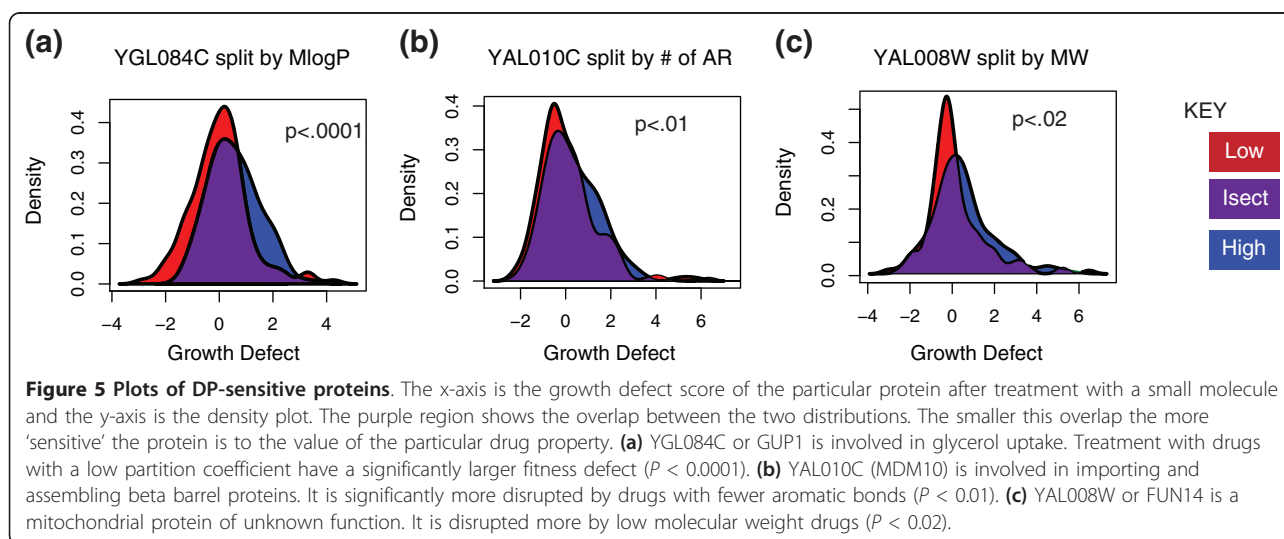 (a)
YGL084C split by MlogP
p<.0001
Density
0.0 0.1 0.2 0.3 0.4
−4 −2 0 2 4
Growth Defect
(b)
YAL010C split by # of AR
p<.01
Density
0.0 0.1 0.2 0.3 0.4
−2 0 2 4 6
Growth Defect
(c)
YAL008W split by MW
p<.02
Density
0.0 0.2 0.4
−4 −2 0 2 4 6
Growth Defect
KEY
Low
Isect
High
Figure 5 Plots of DP-sensitive proteins. The x-axis is the growth defect score of the particular protein after treatment with a small molecule
and the y-axis is the density plot. The purple region shows the overlap between the two distributions. The smaller this overlap the more
‘sensitive’ the protein is to the value of the particular drug property. (a) YGL084C or GUP1 is involved in glycerol uptake. Treatment with drugs
with a low partition coefficient have a significantly larger fitness defect (P < 0.0001). (b) YAL010C (MDM10) is involved in importing and
assembling beta barrel proteins. It is significantly more disrupted by drugs with fewer aromatic bonds (P < 0.01). (c) YAL008W or FUN14 is a
mitochondrial protein of unknown function. It is disrupted more by low molecular weight drugs (P < 0.02).